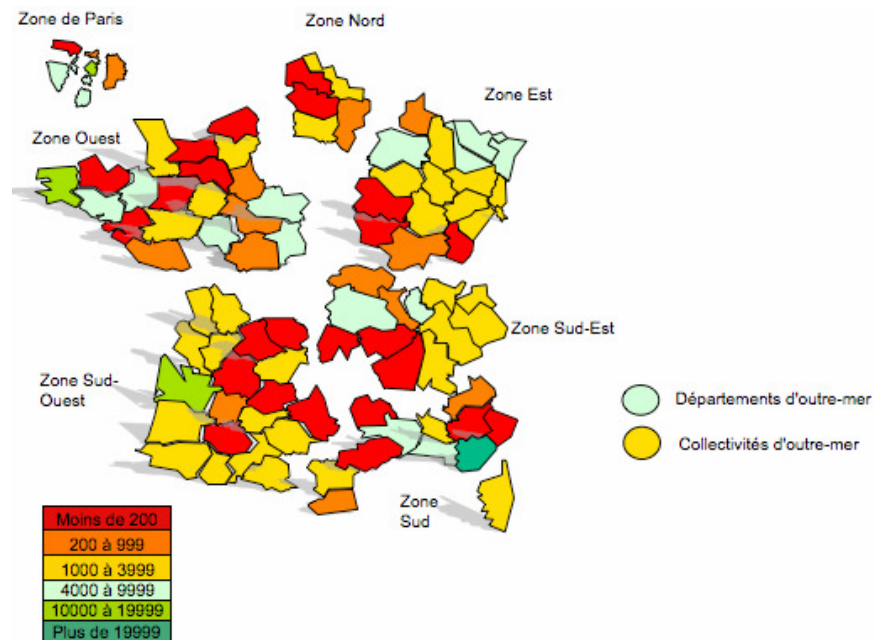 Zone de Paris
Zone Nord
Zone Est
Zone Ouest
Zone Sud-Est
Zone Sud-
Ouest
Départements d'outre-mer
Collectivités d'outre-mer
Zone
Sud
Moins de 200
200 à 999
1000 à 3999
4000 à 9999
10000 à 19999
Plus de 19999